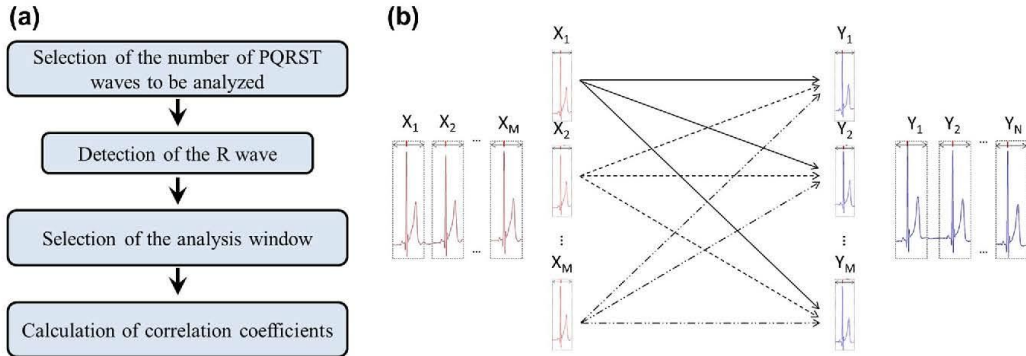 (a)
Selection of the number of PQRST
waves to be analyzed
Detection of the R wave
Selection of the analysis window
Calculation of correlation coefficients
(b)
X1 X2 ... XM
...
X1
X2
...
XM
Y1
Y2
...
YM
Y1 Y2 ... YN
...